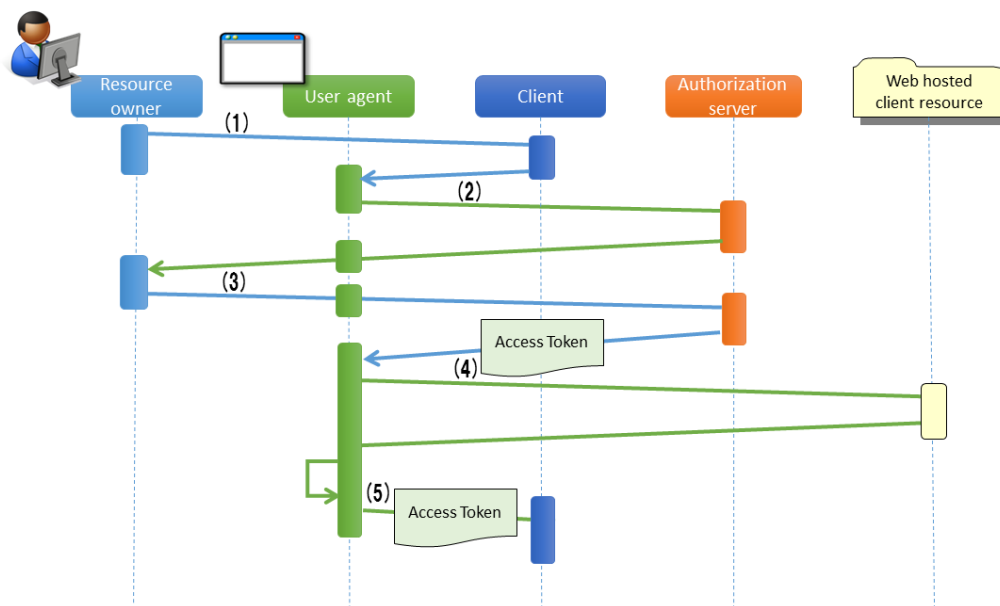 Resource
owner
User agent
Client
Authorization
server
Web hosted
client resource
(1)
(2)
(3)
Access Token
(4)
(5)
Access Token